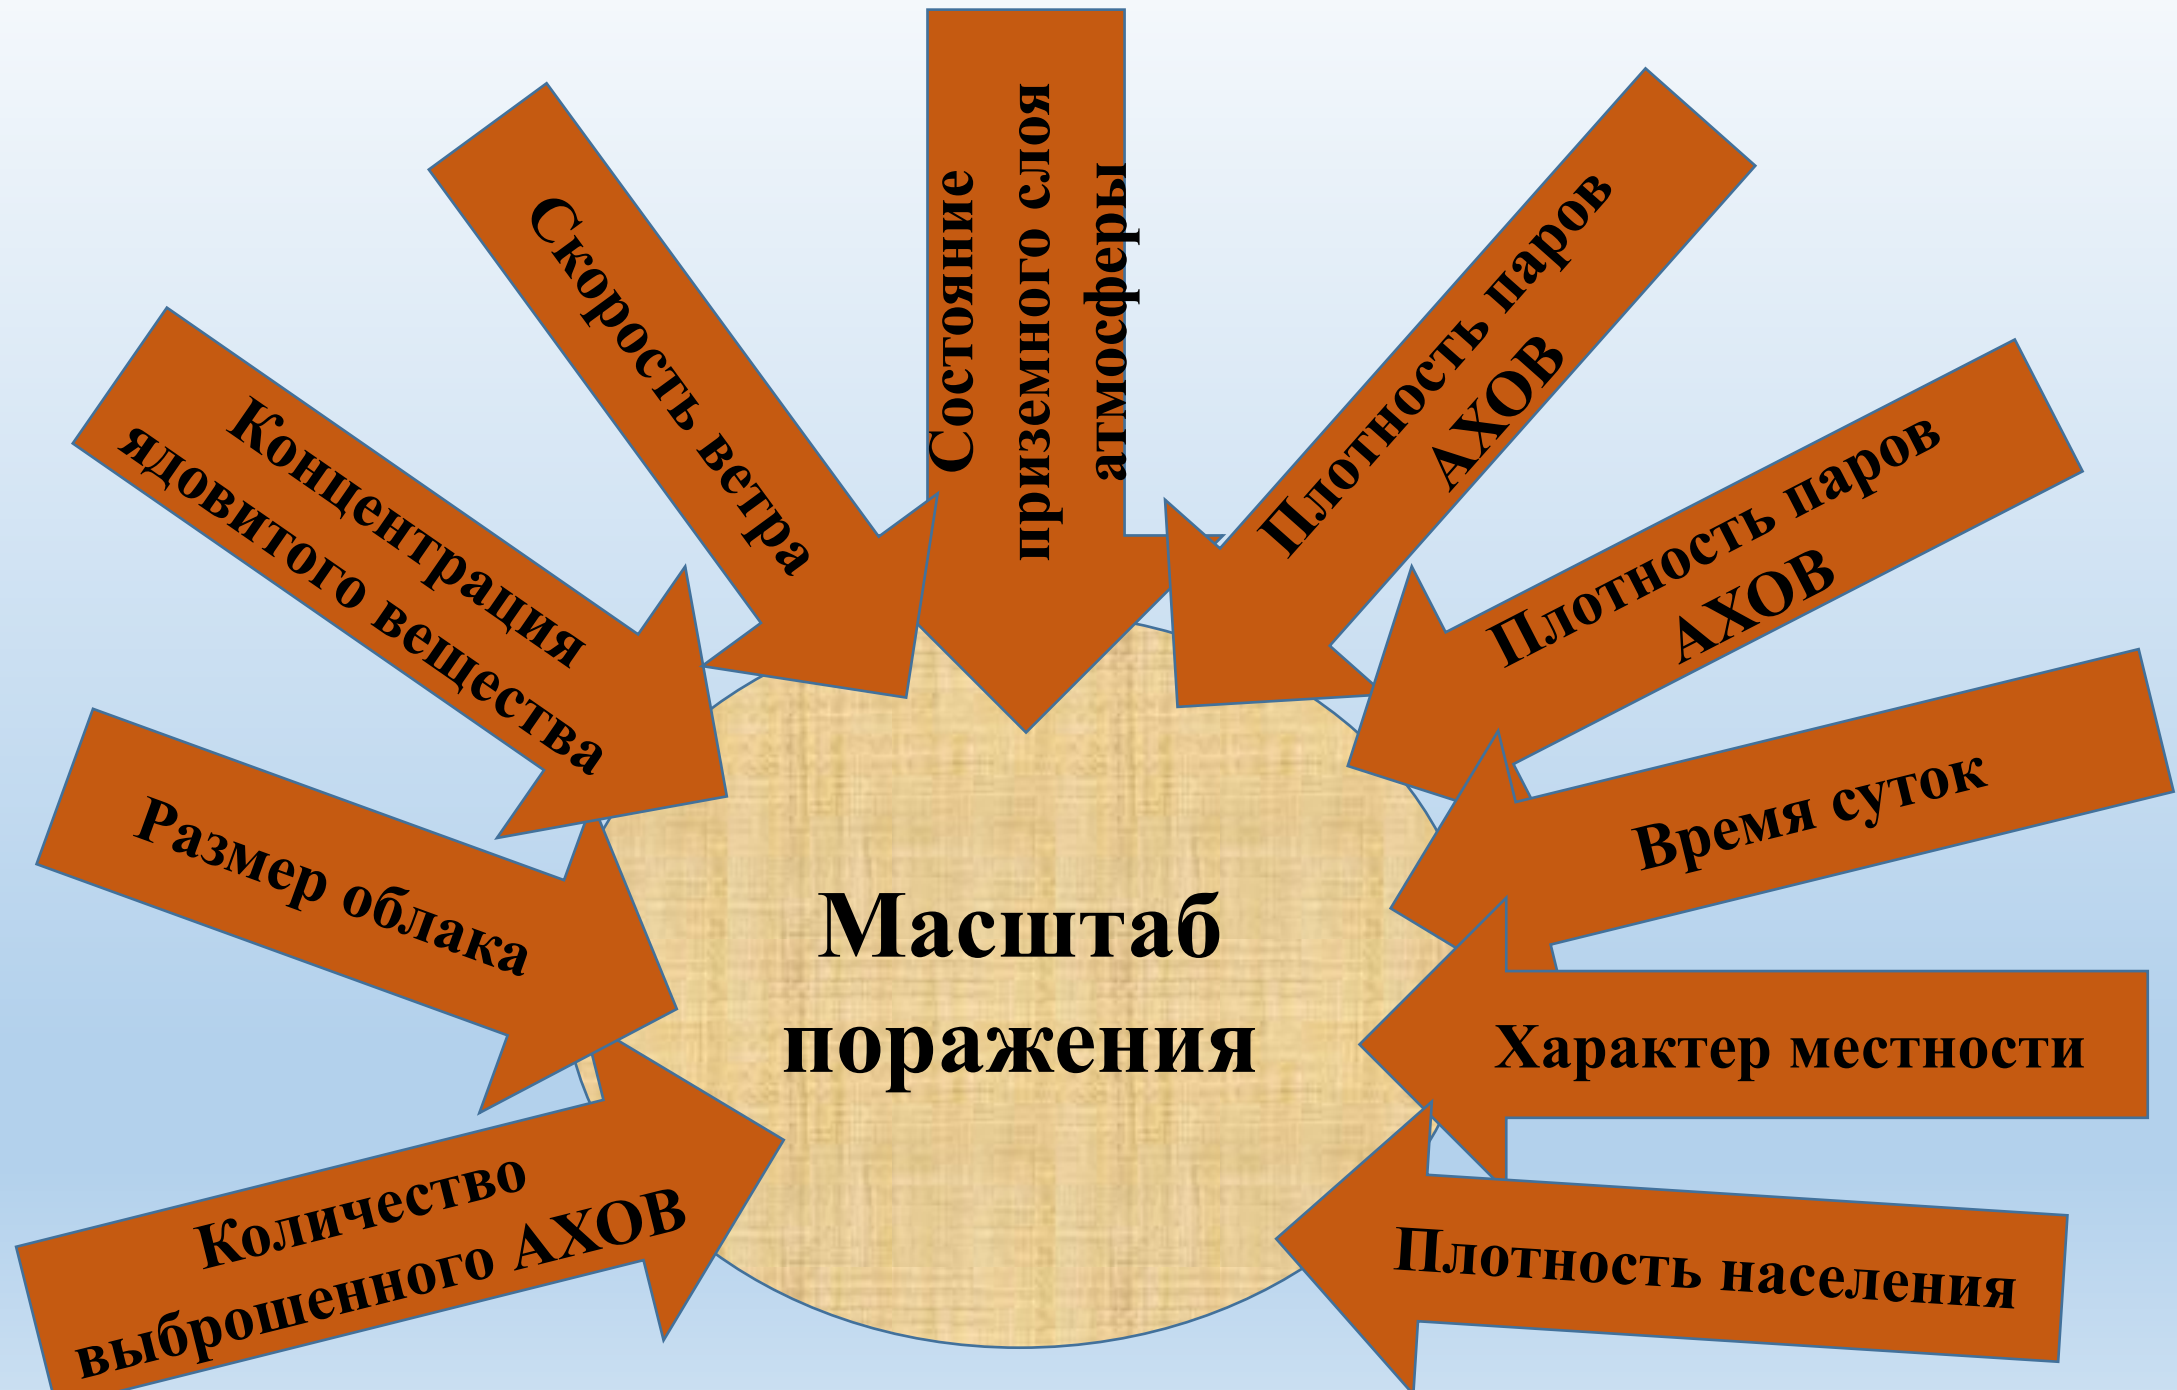 Состояние
приземного слоя
атмосферы
Скорость ветра
Плотность паров
АХОВ
Концентрация
ядовитого вещества
Плотность паров
АХОВ
Размер облака
Время суток
Масштаб
поражения
Характер местности
Количество
выброшенного АХОВ
Плотность населения